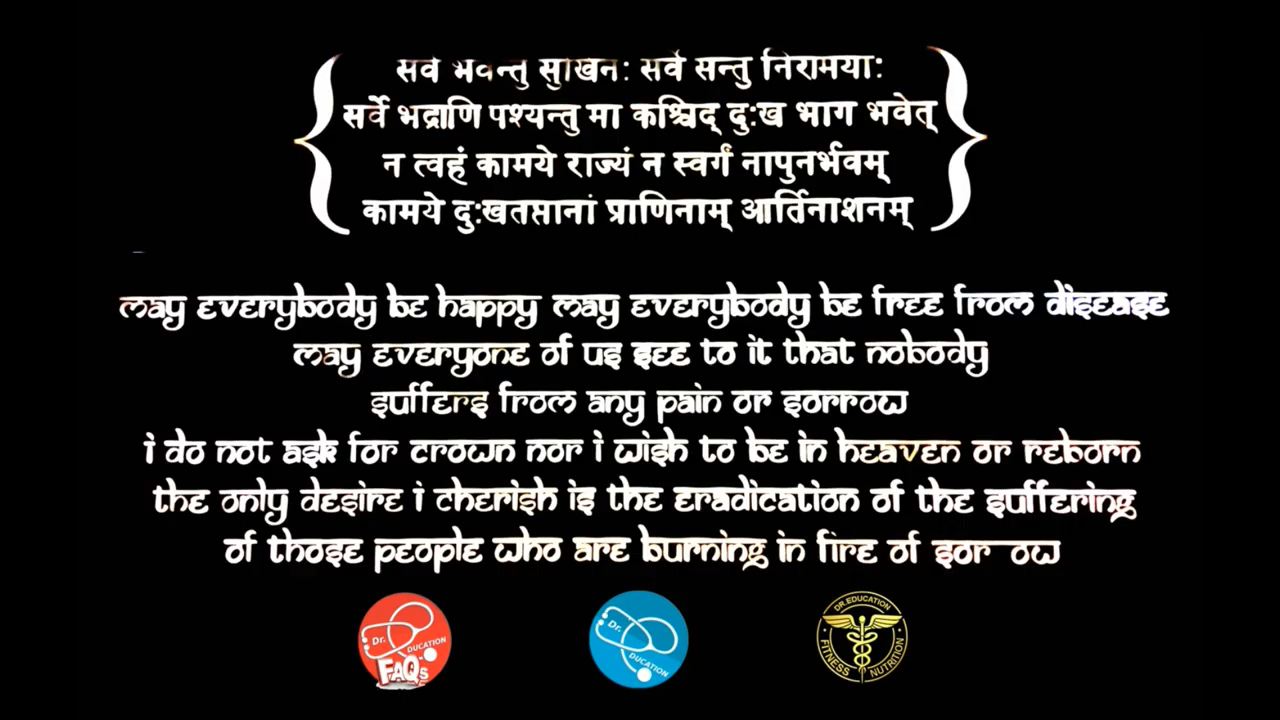 सर्वे भवन्तु सुखिन: सर्वे सन्तु निरामया:
सर्वे भद्राणि पश्यन्तु मा कश्चिद् दु:ख भाग भवेत्
न त्वहं कामये राज्यं न स्वर्गं नापुनर्भवम्
कामये दु:खतप्तानां प्राणिनाम् आर्तिनाशनम्
may everybody be happy may everybody be free from disease
may everyone of us see to it that nobody
suffers from any pain or sorrow
i do not ask for crown nor i wish to be in heaven or reborn
the only desire i cherish is the eradication of the suffering
of those people who are burning in fire of sor ow
Dr. EDUCATION FAQs
Dr. EDUCATION
DR.EDUCATION
FITNESS NUTRITION